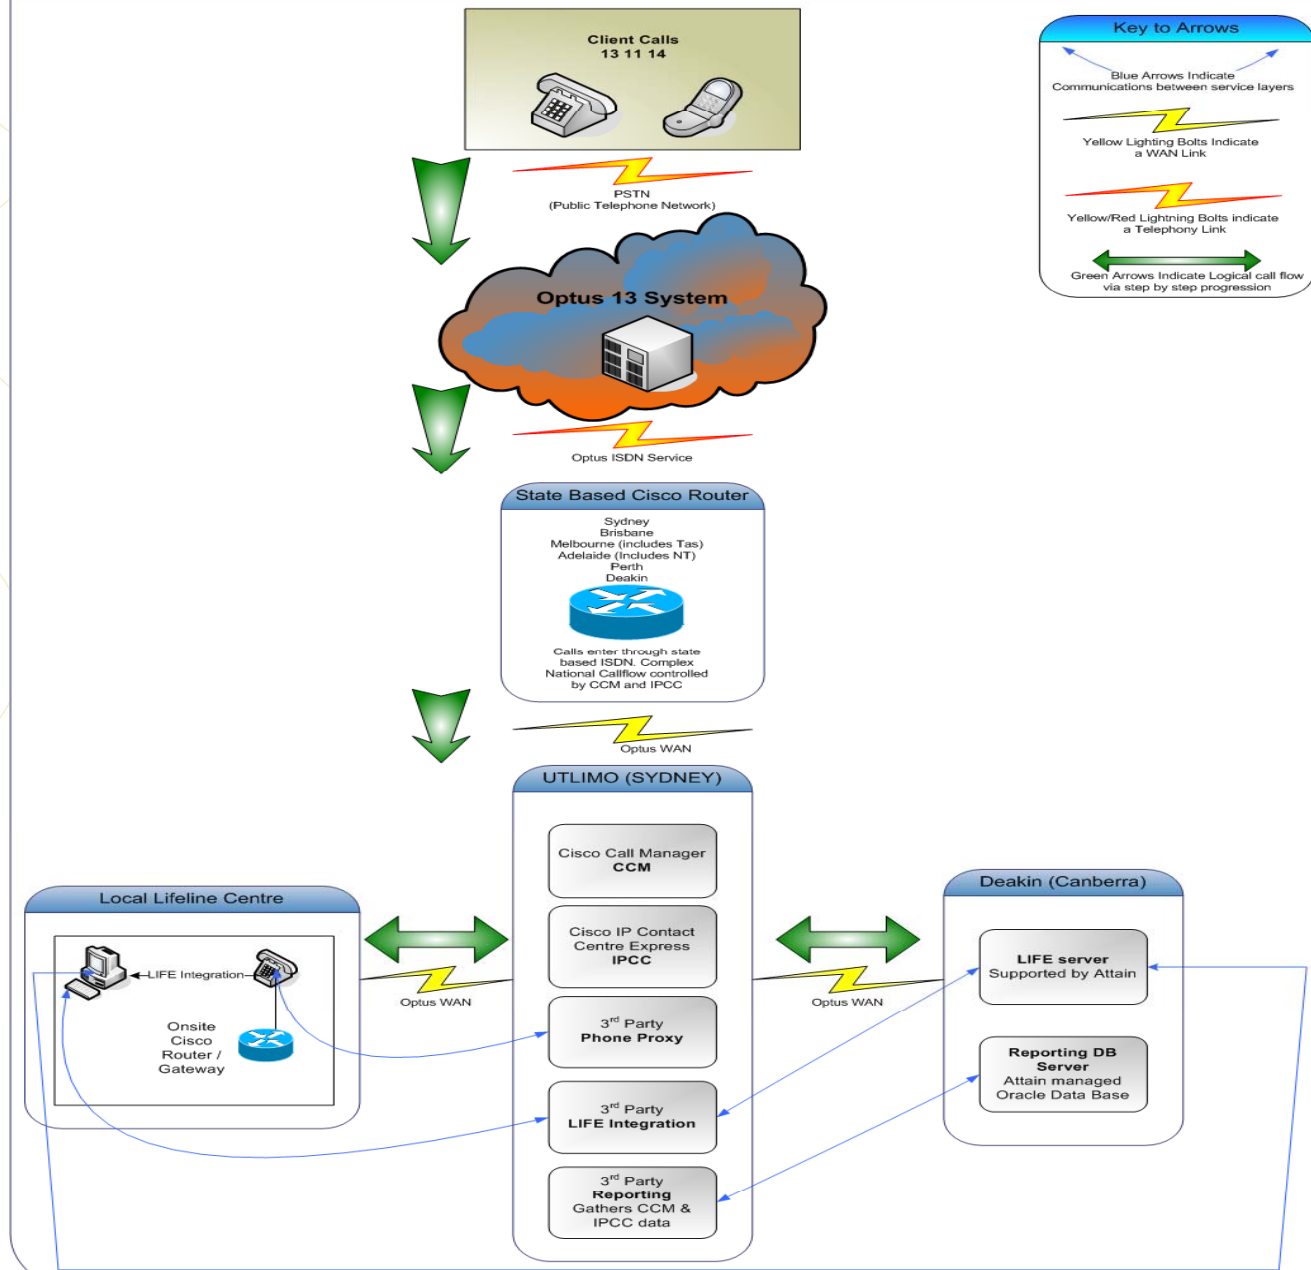 Client Calls
13 11 14
Key to Arrows
Blue Arrows Indicate
Communications between service layers
Yellow Lighting Bolts Indicate
a WAN Link
Yellow/Red Lightning Bolts indicate
a Telephony Link
Green Arrows Indicate Logical call flow
via step by step progression
PSTN
(Public Telephone Network)
Optus 13 System
Optus ISDN Service
State Based Cisco Router
Sydney
Brisbane
Melbourne (includes Tas)
Adelaide (Includes NT)
Perth
Deakin
Calls enter through state
based ISDN. Complex
National Callflow controlled
by CCM and IPCC
Optus WAN
UTLIMO (SYDNEY)
Cisco Call Manager
CCM
Cisco IP Contact
Centre Express
IPCC
3rd Party
Phone Proxy
3rd Party
LIFE Integration
3rd Party
Reporting
Gathers CCM &
IPCC data
Local Lifeline Centre
LIFE Integration
Onsite
Cisco
Router /
Gateway
Optus WAN
Optus WAN
Deakin (Canberra)
LIFE server
Supported by Attain
Reporting DB
Server
Attain managed
Oracle Data Base